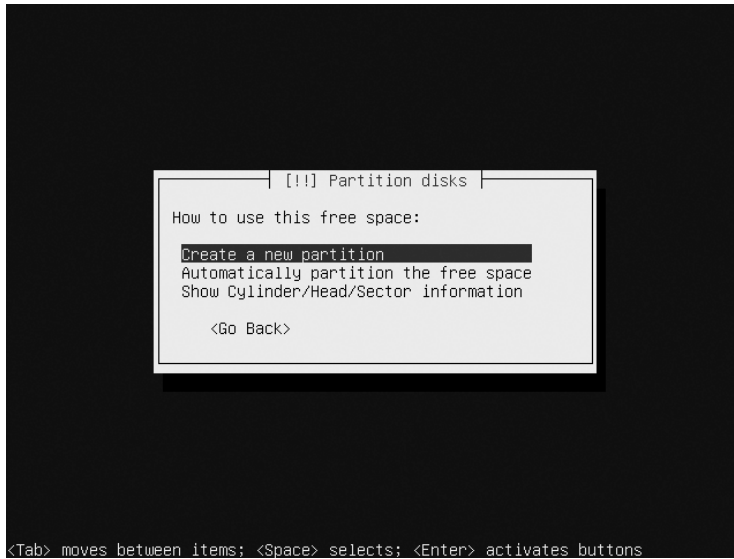 [!!] Partition disks
How to use this free space:
Create a new partition
Automatically partition the free space
Show Cylinder/Head/Sector information
<Go Back>
<Tab> moves between items; <Space> selects; <Enter> activates buttons